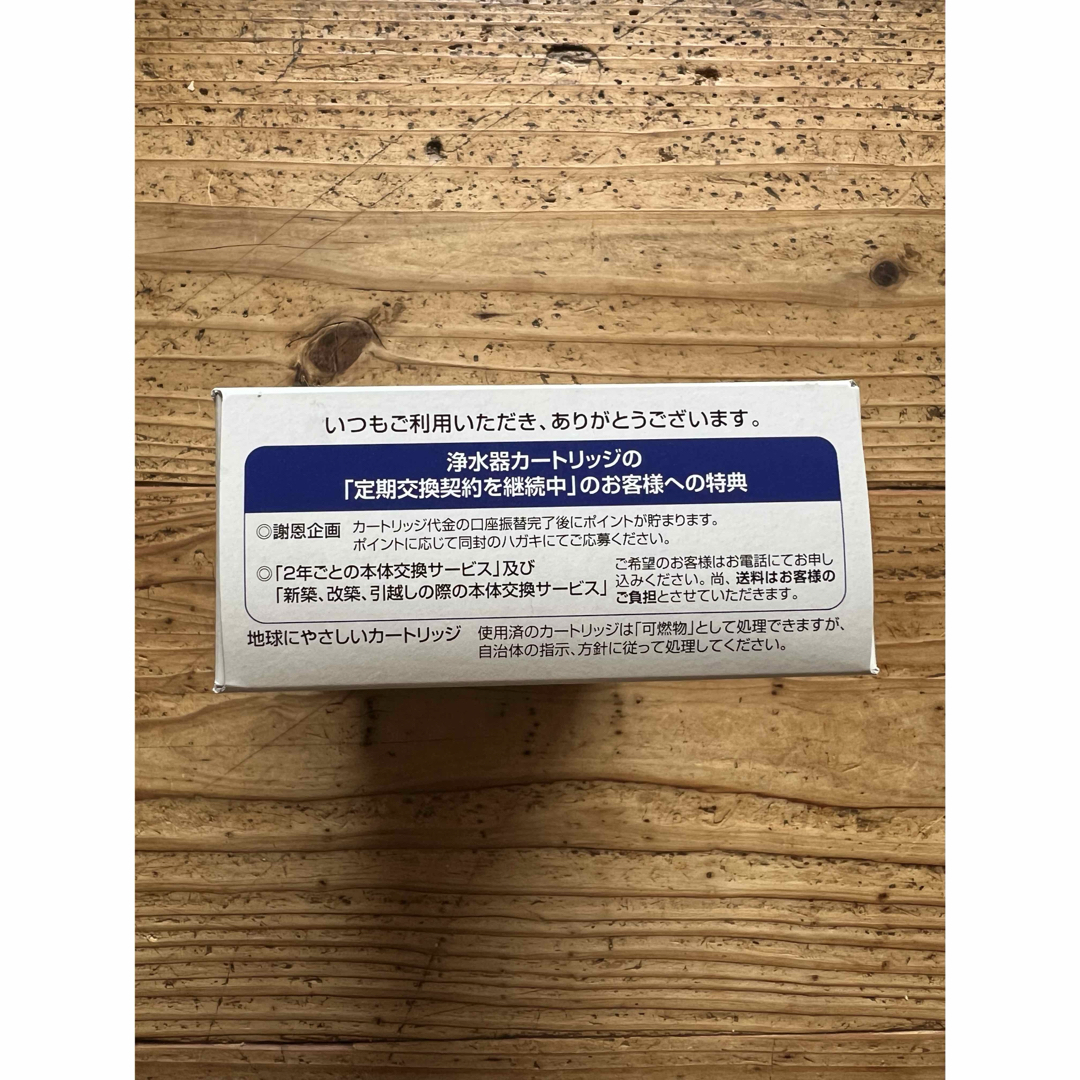 いつもご利用いただき、ありがとうございます。
浄水器カートリッジの
「定期交換契約を継続中」のお客様への特典
◎謝恩企画 カートリッジ代金の口座振替完了後にポイントが貯まります。
ポイントに応じて同封のハガキにてご応募ください。
◎「2年ごとの本体交換サービス」及び
「新築、改築、引越しの際の本体交換サービス」
ご希望のお客様はお電話にてお申し
込みください。尚、送料はお客様の
ご負担とさせていただきます。
地球にやさしいカートリッジ 使用済のカートリッジは「可燃物」として処理できますが、
自治体の指示、方針に従って処理してください。